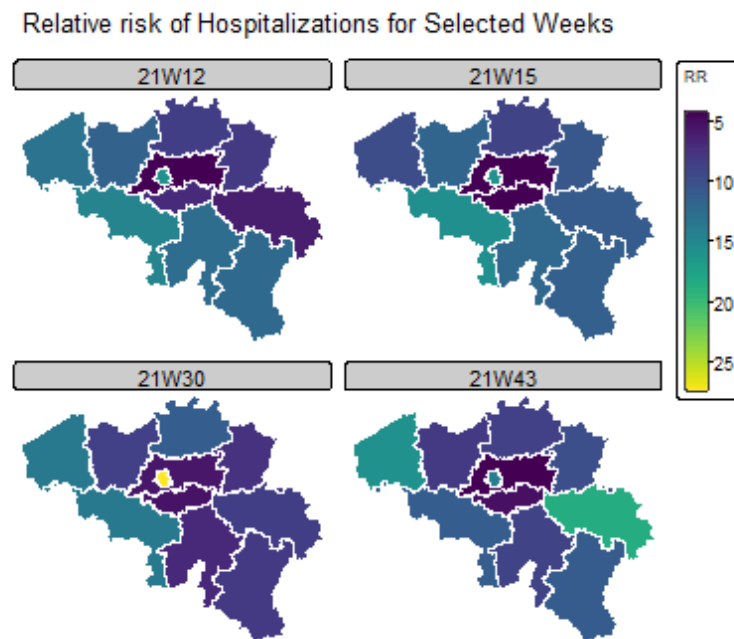 Relative risk of Hospitalizations for Selected Weeks
21W12
21W15
RR
5
10
15
20
25
21W30
21W43